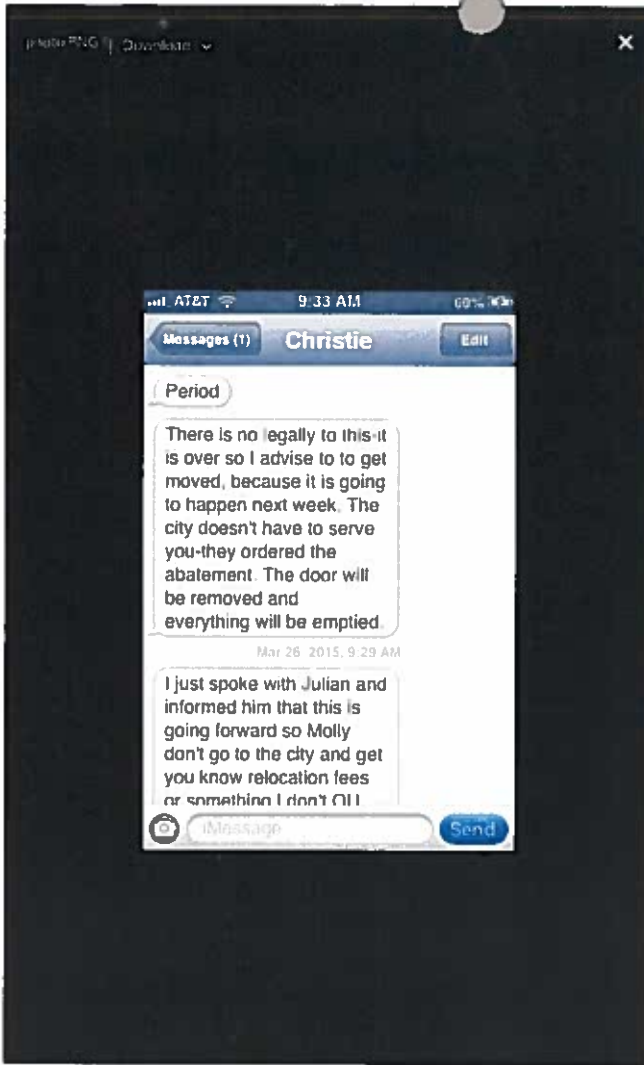 Download
AT&T 9:33 AM
Messages (1) Christie Edit
Period
There is no legally to this-it
is over so I advise to to get
moved, because it is going
to happen next week. The
city doesn't have to serve
you-they ordered the
abatement. The door will
be removed and
everything will be emptied.
Mar 26, 2015, 9:29 AM
I just spoke with Julian and
informed him that this is
going forward so Molly
don't go to the city and get
you know relocation fees
or something I don't
iMessage Send